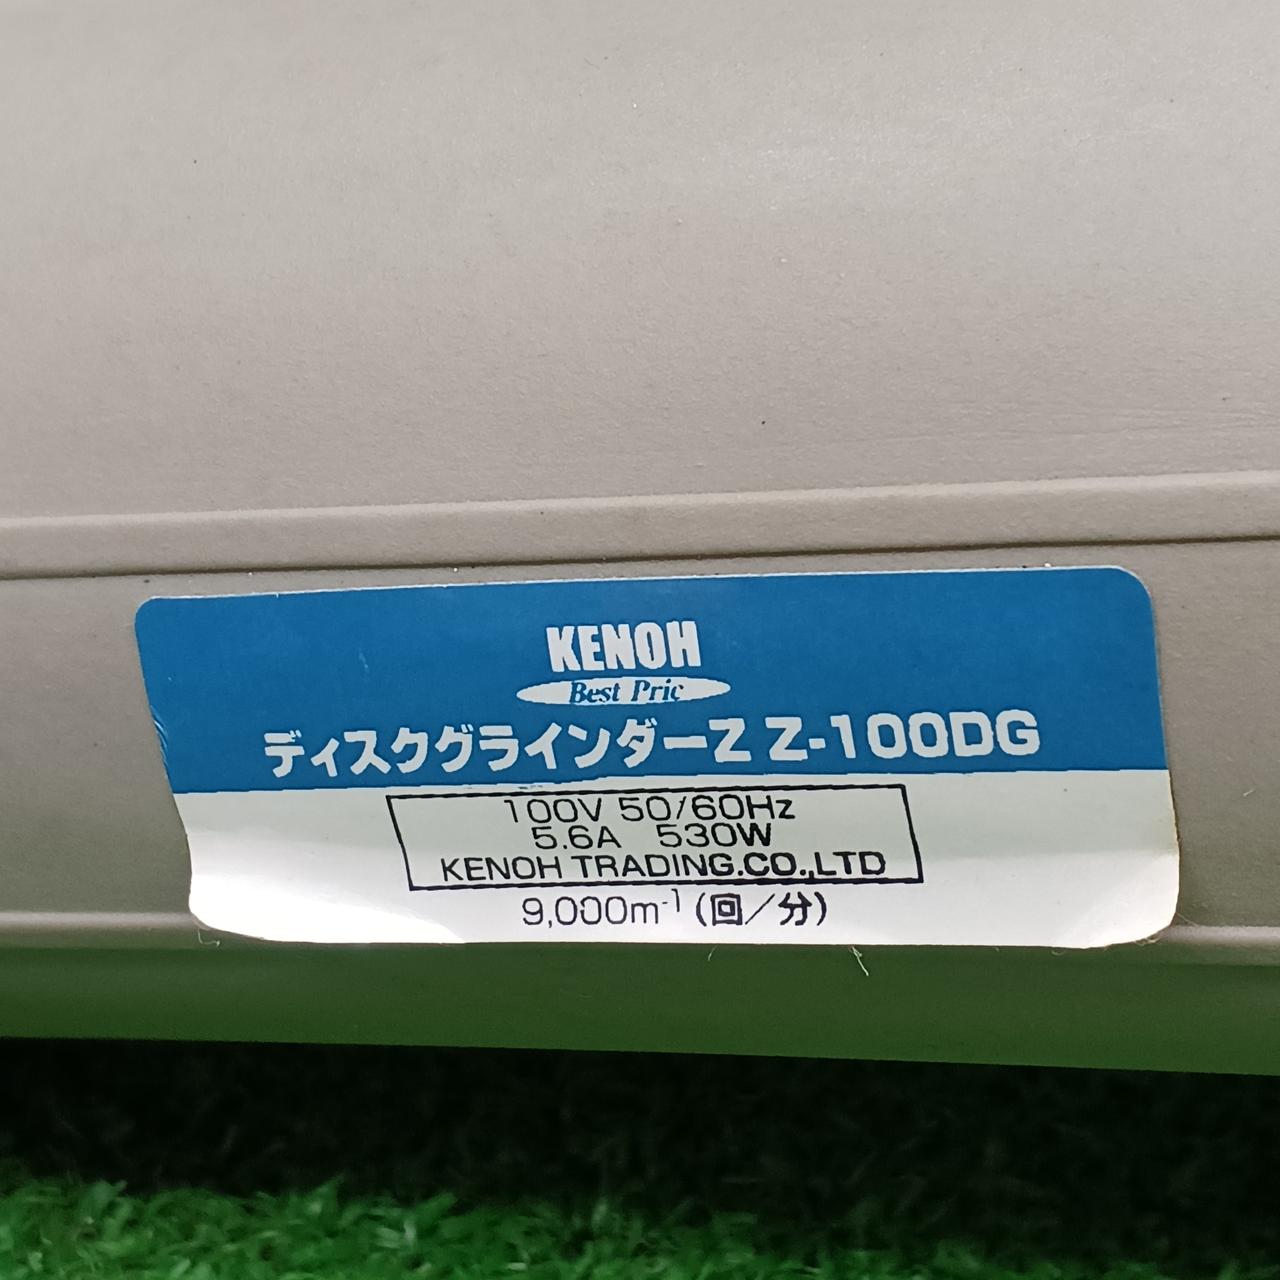 KENOH
Best Pric
ディスクグラインダーZ Z-100DG
100V 50/60Hz
5.6A 530W
KENOH TRADING.CO.,LTD
9,000m-1 (回/分)